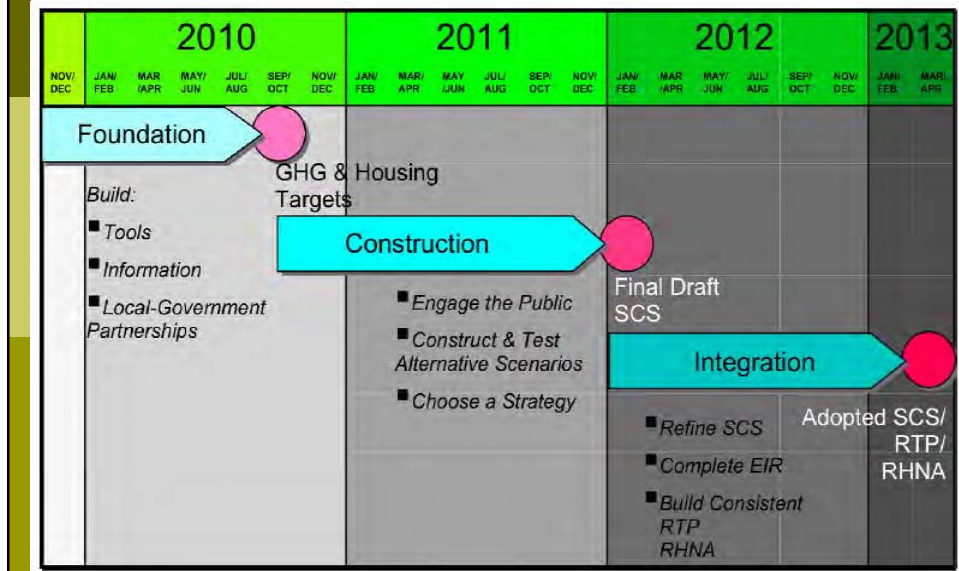 2010 2011 2012 2013
NOV/ DEC JAN/ FEB MAR /APR MAY/ JUN JUL/ AUG SEP/ OCT NOV/ DEC JAN/ FEB MAR/ APR MAY /JUN JUL/ AUG SEP/ OCT NOV/ DEC JAN/ FEB MAR /APR MAY/ JUN JUL/ AUG SEP/ OCT NOV/ DEC JAN/ FEB MAR/ APR
Foundation
GHG & Housing
Targets
Build:
■ Tools
■ Information
■ Local-Government
Partnerships
Construction
■ Engage the Public
■ Construct & Test
Alternative Scenarios
■ Choose a Strategy
Final Draft
SCS
Integration
■ Refine SCS
■ Complete EIR
■ Build Consistent
RTP
RHNA
Adopted SCS/
RTP/
RHNA